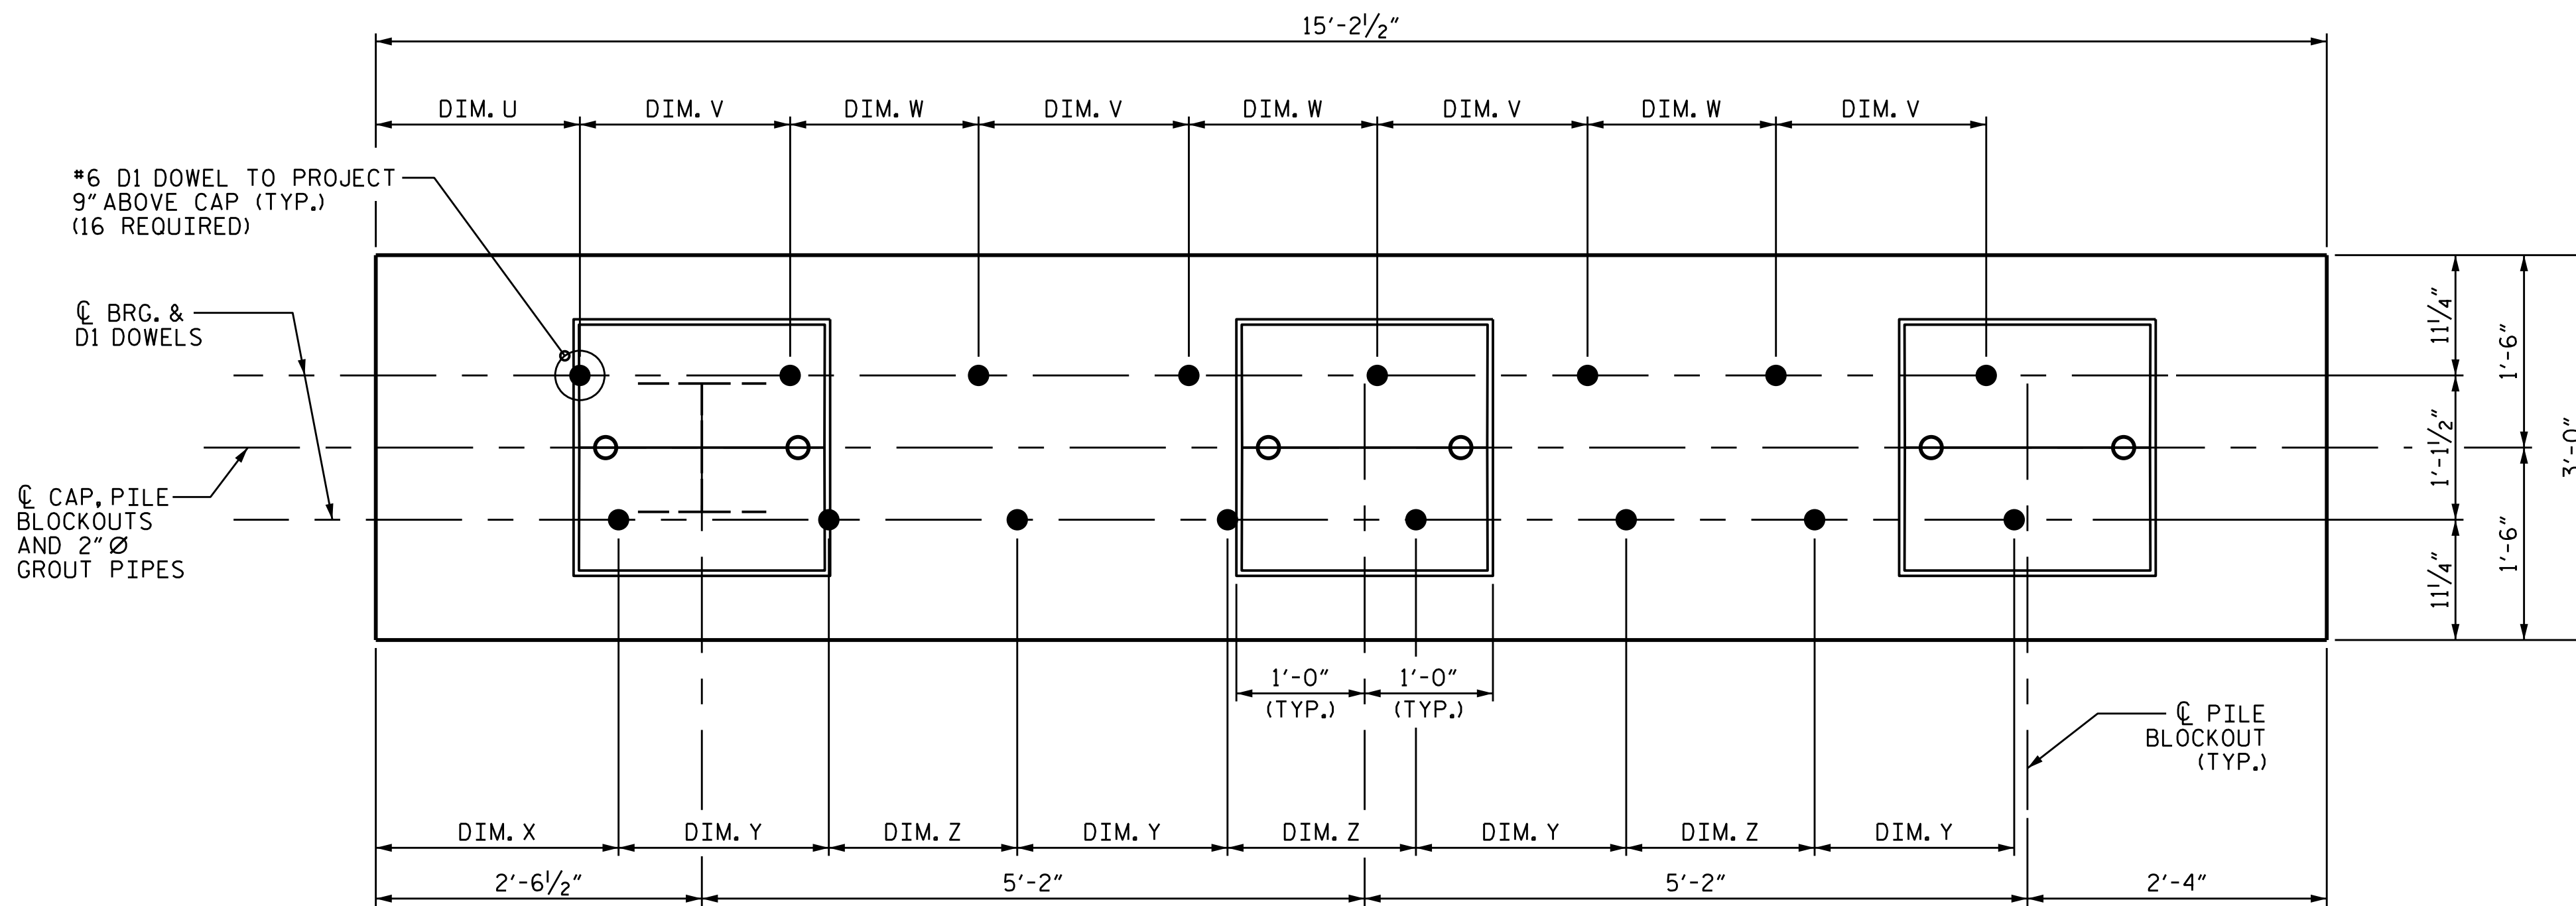 15'-2½"
DIM. U DIM. V DIM. W DIM. V DIM. W DIM. V DIM. W DIM. V
#6 D1 DOWEL TO PROJECT
9" ABOVE CAP (TYP.)
(16 REQUIRED)
℄ BRG. &
D1 DOWELS
℄ CAP, PILE
BLOCKOUTS
AND 2" Ø
GROUT PIPES
11¼"
1'-1½"
11¼"
1'-6"
1'-6"
3'-0"
1'-0" 1'-0"
(TYP.) (TYP.)
℄ PILE
BLOCKOUT
(TYP.)
DIM. X DIM. Y DIM. Z DIM. Y DIM. Z DIM. Y DIM. Z DIM. Y
2'-6½" 5'-2" 5'-2" 2'-4"